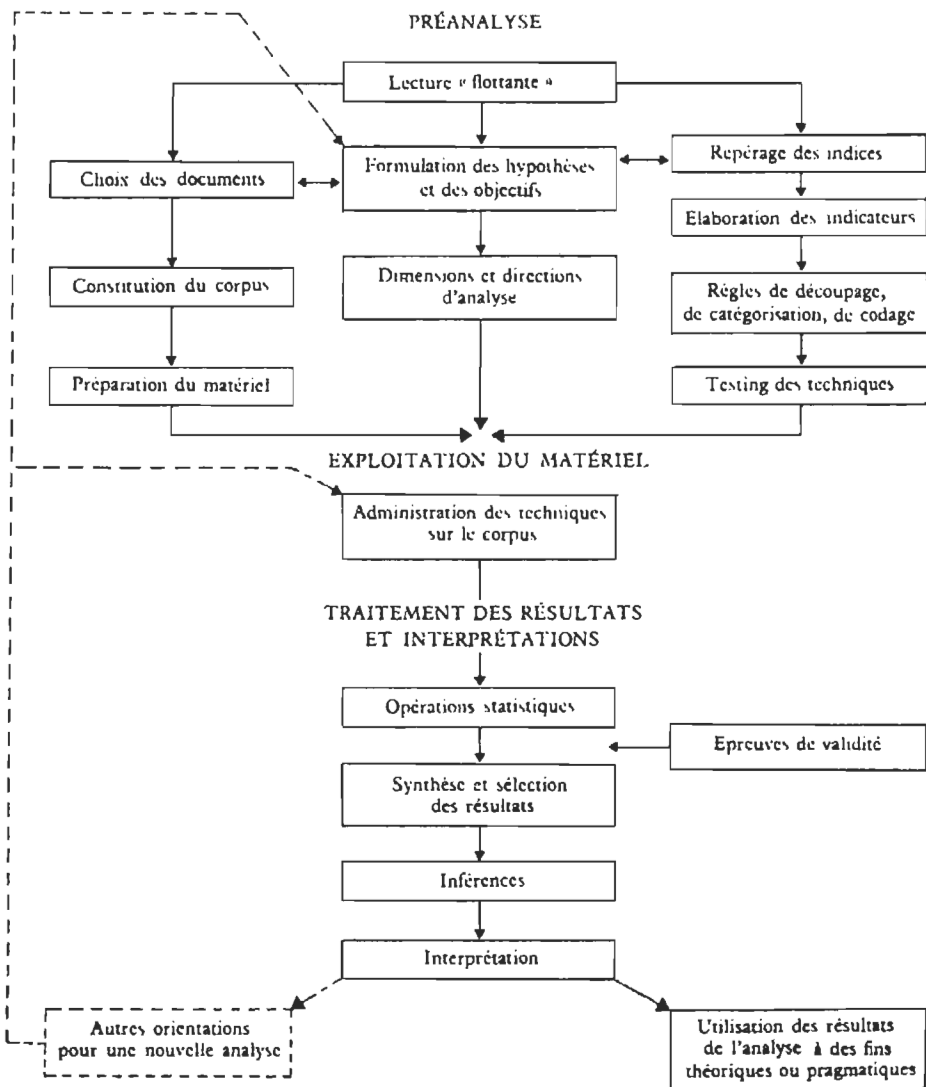 PRÉANALYSE
Lecture « flottante »
Choix des documents
Formulation des hypothèses
et des objectifs
Repérage des indices
Elaboration des indicateurs
Constitution du corpus
Dimensions et directions
d'analyse
Règles de découpage,
de catégorisation, de codage
Préparation du matériel
Testing des techniques
EXPLOITATION DU MATÉRIEL
Administration des techniques
sur le corpus
TRAITEMENT DES RÉSULTATS
ET INTERPRÉTATIONS
Opérations statistiques
Epreuves de validité
Synthèse et sélection
des résultats
Inférences
Interprétation
Autres orientations
pour une nouvelle analyse
Utilisation des résultats
de l'analyse à des fins
théoriques ou pragmatiques